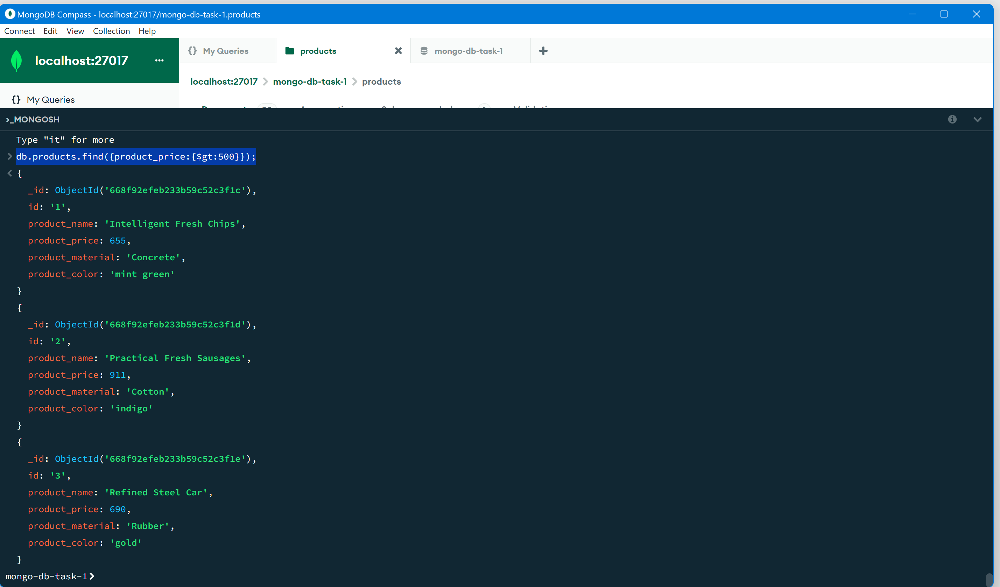 MongoDB Compass - localhost:27017/mongo-db-task-1.products
Connect Edit View Collection Help
localhost:27017 ...
{} My Queries
products
mongo-db-task-1
localhost:27017 > mongo-db-task-1 > products
{} My Queries
>_MONGOSH
Type "it" for more
> db.products.find({product_price:{$gt:500}});
< {
_id: ObjectId('668f92efeb233b59c52c3f1c'),
id: '1',
product_name: 'Intelligent Fresh Chips',
product_price: 655,
product_material: 'Concrete',
product_color: 'mint green'
}
{
_id: ObjectId('668f92efeb233b59c52c3f1d'),
id: '2',
product_name: 'Practical Fresh Sausages',
product_price: 911,
product_material: 'Cotton',
product_color: 'indigo'
}
{
_id: ObjectId('668f92efeb233b59c52c3f1e'),
id: '3',
product_name: 'Refined Steel Car',
product_price: 690,
product_material: 'Rubber',
product_color: 'gold'
}
mongo-db-task-1>